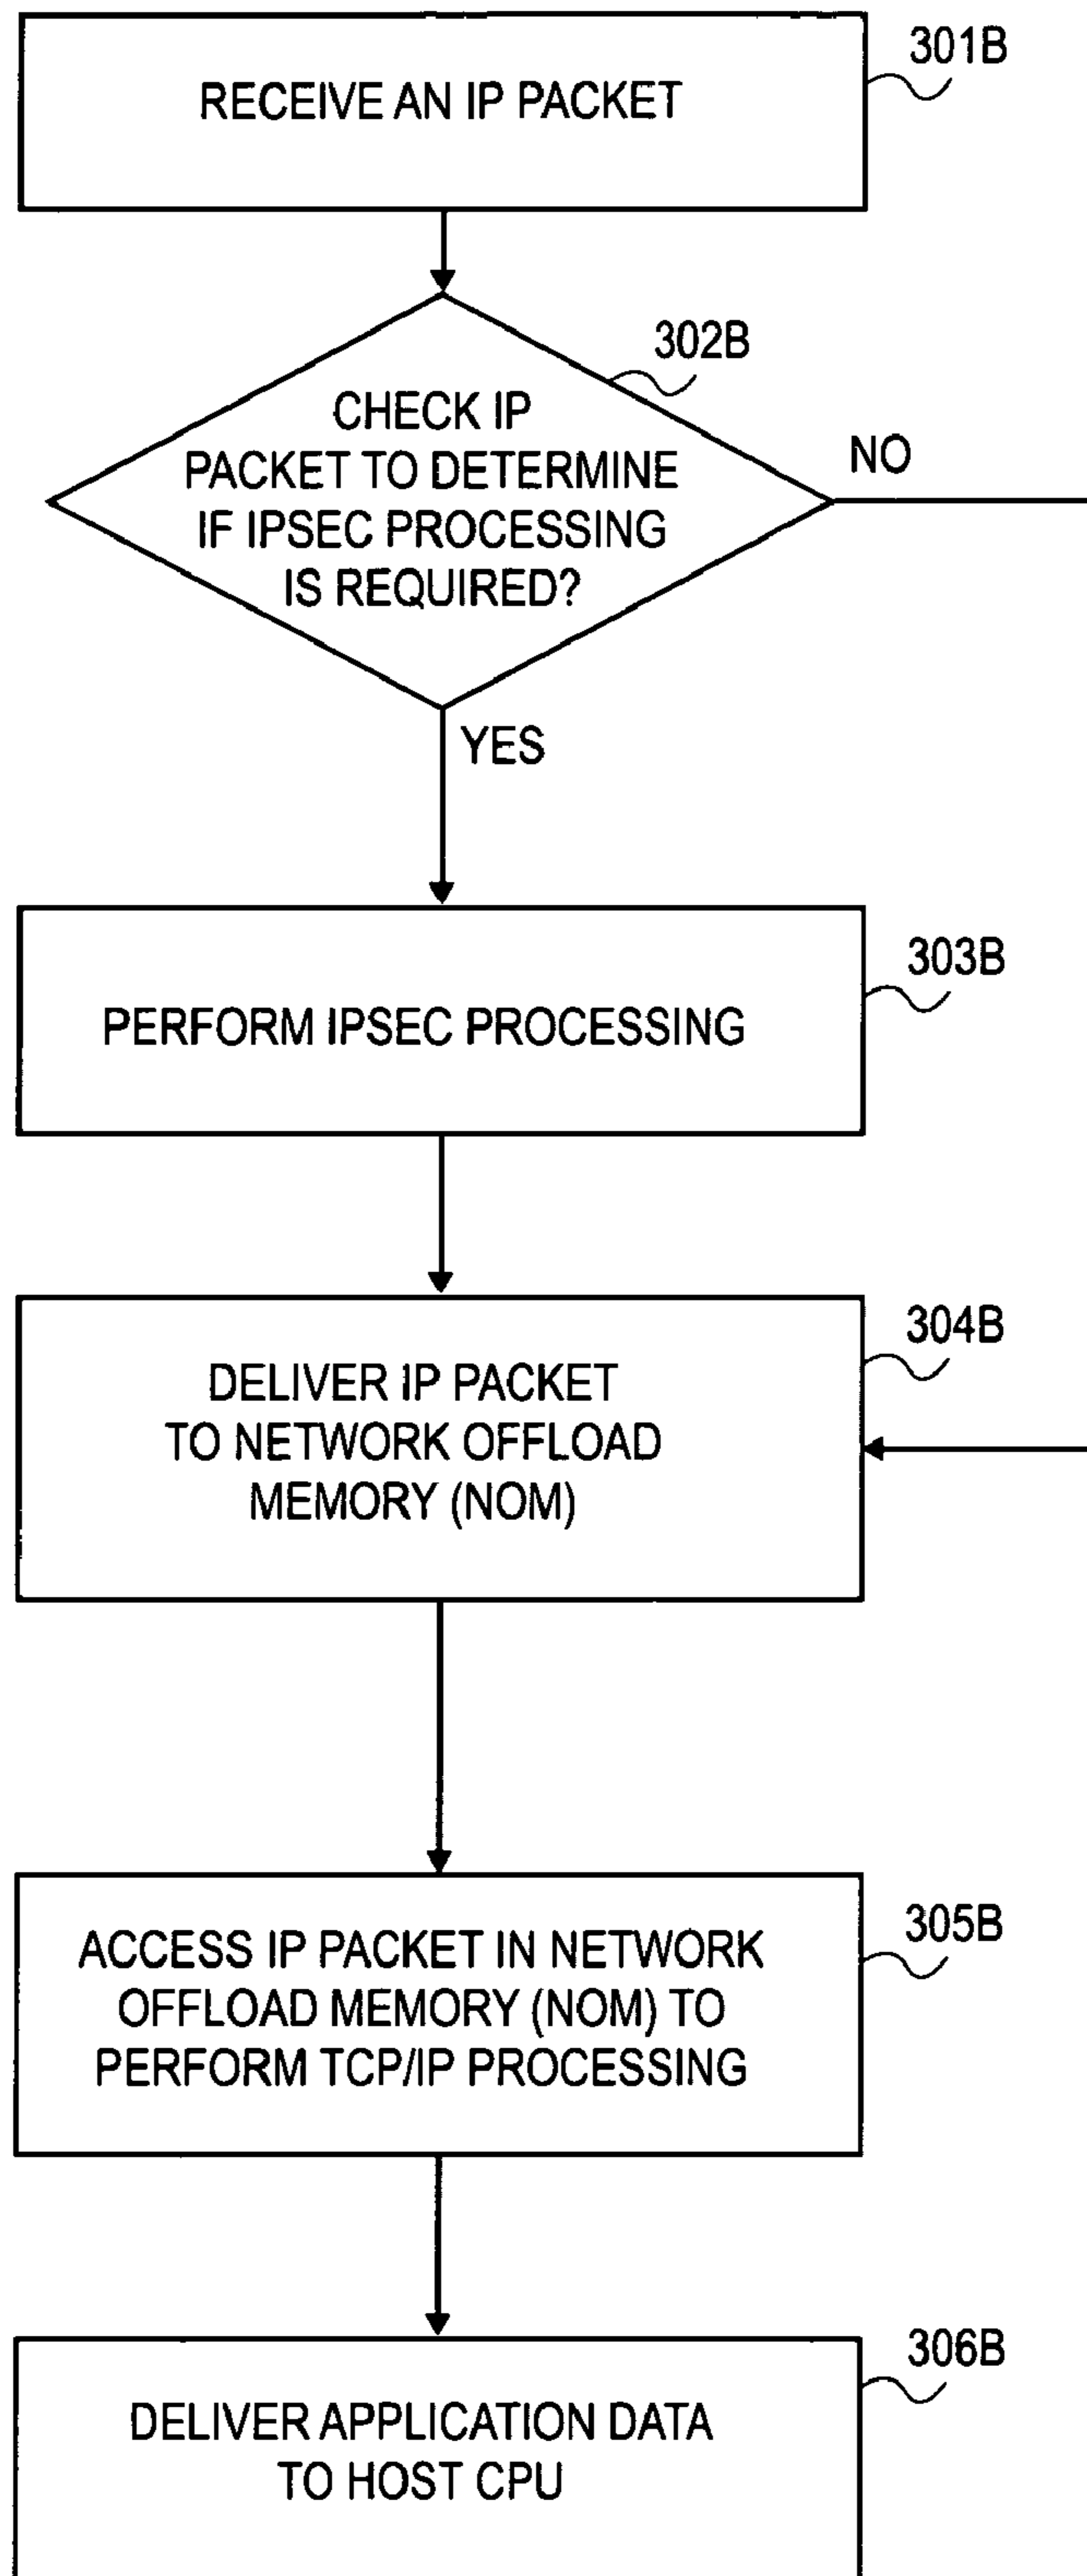 RECEIVE AN IP PACKET
301B
302B
CHECK IP
PACKET TO DETERMINE
IF IPSEC PROCESSING
IS REQUIRED?
NO
YES
PERFORM IPSEC PROCESSING
303B
DELIVER IP PACKET
TO NETWORK OFFLOAD
MEMORY (NOM)
304B
ACCESS IP PACKET IN NETWORK
OFFLOAD MEMORY (NOM) TO
PERFORM TCP/IP PROCESSING
305B
DELIVER APPLICATION DATA
TO HOST CPU
306B